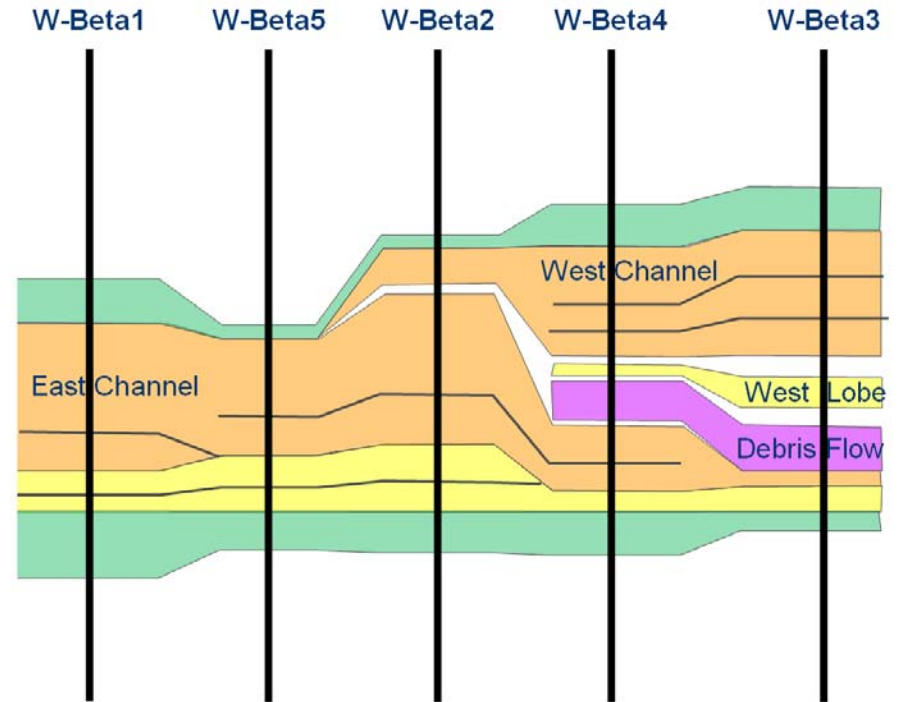 W-Beta1 W-Beta5 W-Beta2 W-Beta4 W-Beta3
West Channel
East Channel
West Lobe
Debris Flow